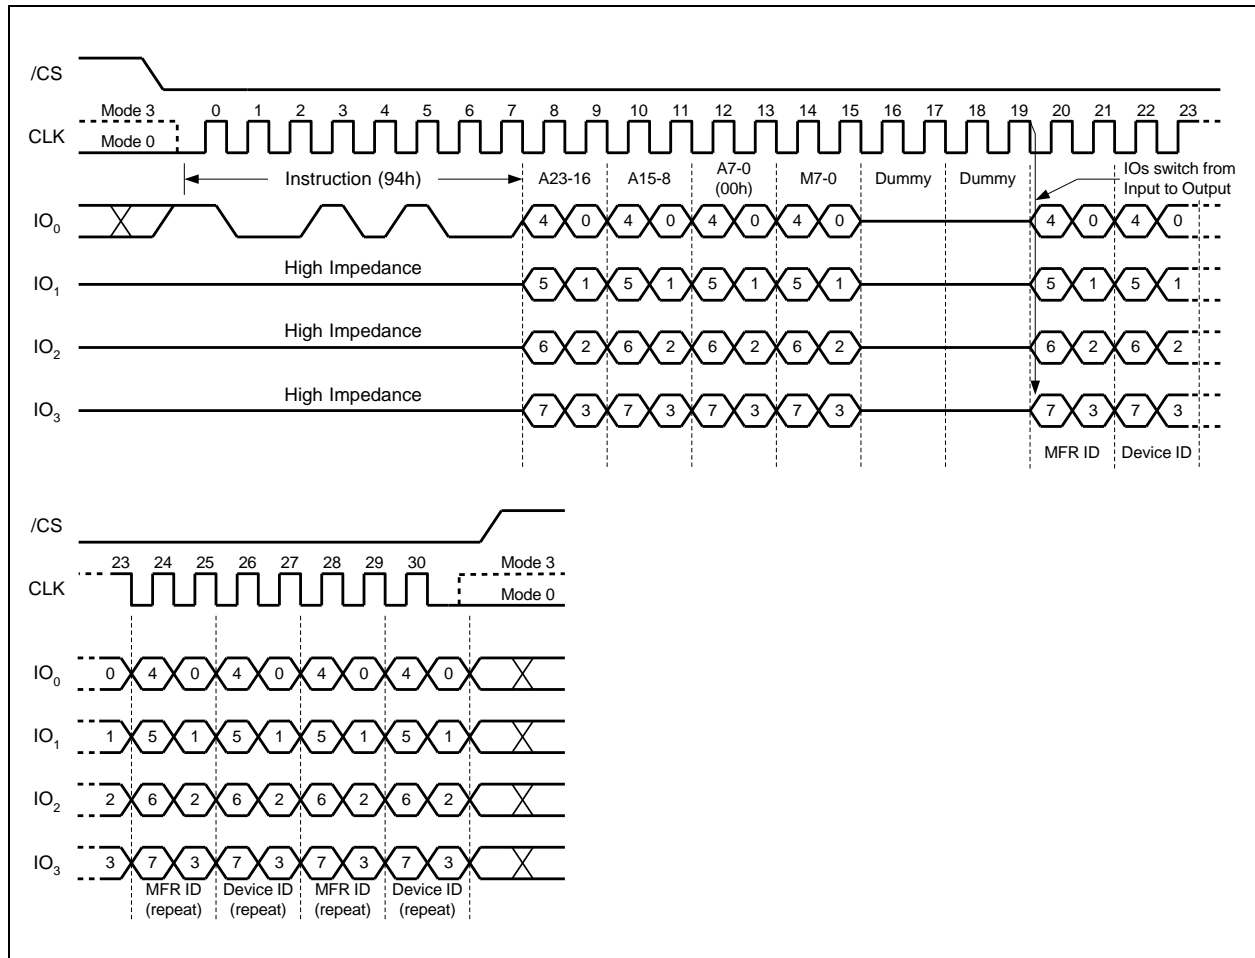 /CS
Mode 3
0 1 2 3 4 5 6 7 8 9 10 11 12 13 14 15 16 17 18 19 20 21 22 23
CLK
Mode 0
Instruction (94h)
A23-16 A15-8 A7-0 M7-0 Dummy Dummy
(00h)
IOs switch from
Input to Output
IO0 4 0 4 0 4 0 4 0 4 0 4 0
High Impedance
IO1 5 1 5 1 5 1 5 1 5 1 5 1
High Impedance
IO2 6 2 6 2 6 2 6 2 6 2 6 2
High Impedance
IO3 7 3 7 3 7 3 7 3 7 3 7 3
MFR ID Device ID
/CS
23 24 25 26 27 28 29 30 Mode 3
CLK
Mode 0
IO0 0 4 0 4 0 4 0 4 0
IO1 1 5 1 5 1 5 1 5 1
IO2 2 6 2 6 2 6 2 6 2
IO3 3 7 3 7 3 7 3 7 3
MFR ID Device ID MFR ID Device ID
(repeat) (repeat) (repeat) (repeat)